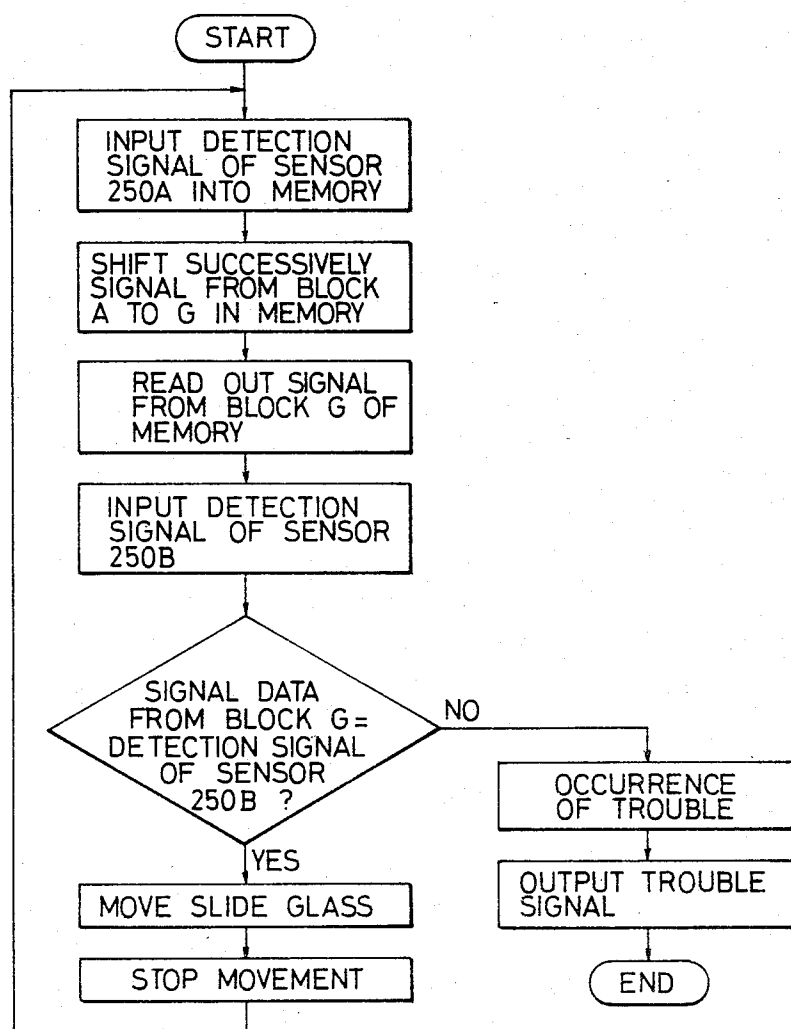 START
INPUT DETECTION
SIGNAL OF SENSOR
250A INTO MEMORY
SHIFT SUCCESSIVELY
SIGNAL FROM BLOCK
A TO G IN MEMORY
READ OUT SIGNAL
FROM BLOCK G OF
MEMORY
INPUT DETECTION
SIGNAL OF SENSOR
250B
SIGNAL DATA
FROM BLOCK G=
DETECTION SIGNAL
OF SENSOR
250B ?
NO
YES
MOVE SLIDE GLASS
STOP MOVEMENT
OCCURRENCE
OF TROUBLE
OUTPUT TROUBLE
SIGNAL
END